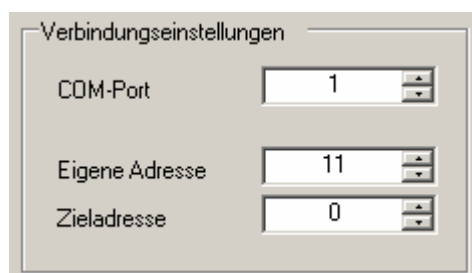 Verbindungseinstellungen
COM-Port 1
Eigene Adresse 11
Zieladresse 0